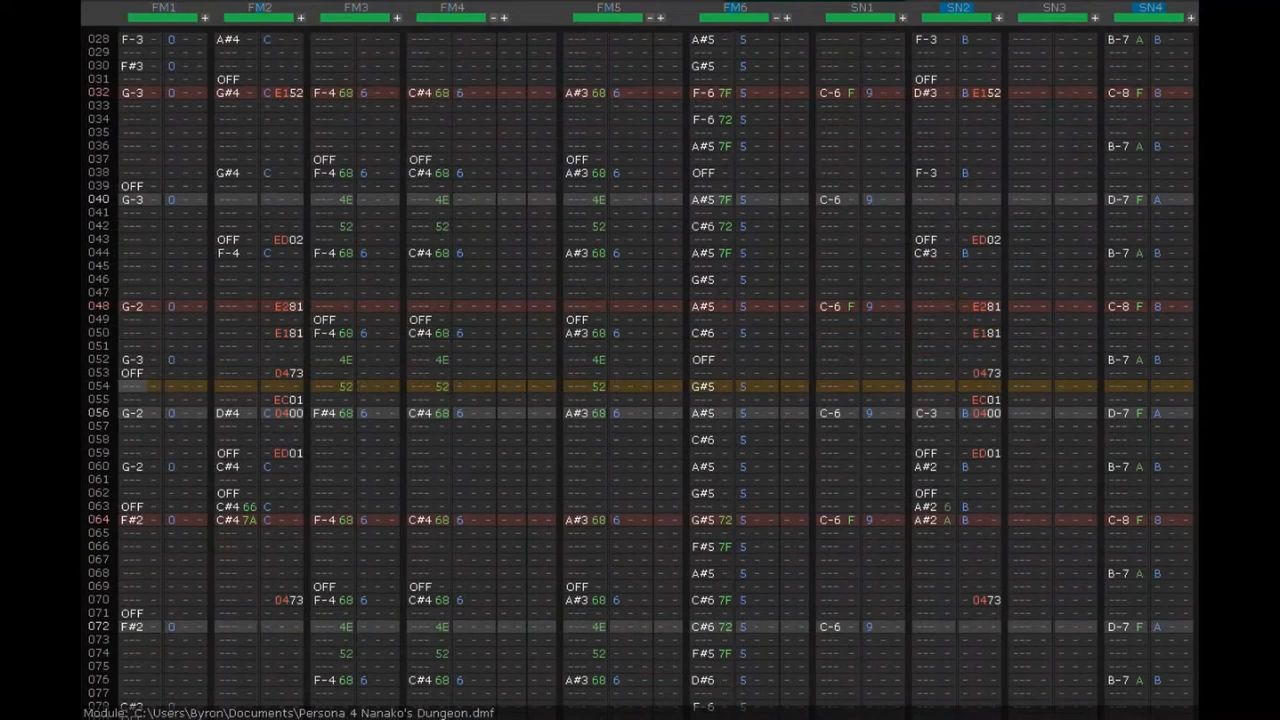 FM1 + FM2 + FM3 + FM4 - + FM5 - + FM6 - + SN1 + SN2 + SN3 + SN4 +
028 F-3 0 A#4 C A#5 5 F-3 B B-7 A B
029
030 F#3 0 G#5 5
031 OFF OFF
032 G-3 0 G#4 C E152 F-4 68 6 C#4 68 6 A#3 68 6 F-6 7F 5 C-6 F 9 D#3 B E152 C-8 F 8
033
034 F-6 72 5
035
036 A#5 7F 5 B-7 A B
037 OFF OFF OFF
038 G#4 C F-4 68 6 C#4 68 6 A#3 68 6 OFF F-3 B
039 OFF
040 G-3 0 4E 4E 4E A#5 7F 5 C-6 9 D-7 F A
041
042 52 52 52 C#6 72 5
043 OFF ED02 OFF ED02
044 F-4 C F-4 68 6 C#4 68 6 A#3 68 6 A#5 7F 5 C#3 B B-7 A B
045
046 G#5 5
047
048 G-2 0 E281 A#5 5 C-6 F 9 E281 C-8 F 8
049 OFF OFF OFF
050 E181 F-4 68 6 C#4 68 6 A#3 68 6 C#6 5 E181
051
052 G-3 0 4E 4E 4E OFF B-7 A B
053 OFF 0473 0473
054 52 52 52 G#5 5
055 EC01 EC01
056 G-2 0 D#4 C 0400 F#4 68 6 C#4 68 6 A#3 68 6 A#5 5 C-6 9 C-3 B 0400 D-7 F A
057
058 C#6 5
059 OFF ED01 OFF ED01
060 G-2 0 C#4 C A#5 5 A#2 B B-7 A B
061
062 OFF G#5 5 OFF
063 OFF C#4 66 C A#2 6 B
064 F#2 0 C#4 7A C F-4 68 6 C#4 68 6 A#3 68 6 G#5 72 5 C-6 F 9 A#2 A B C-8 F 8
065
066 F#5 7F 5
067
068 A#5 5 B-7 A B
069 OFF OFF OFF
070 0473 F-4 68 6 C#4 68 6 A#3 68 6 C#6 7F 5 0473
071 OFF
072 F#2 0 4E 4E 4E C#6 72 5 C-6 9 D-7 F A
073
074 52 52 52 F#5 7F 5
075
076 F-4 68 6 C#4 68 6 A#3 68 6 D#6 5 B-7 A B
077
078 C#3 0 F-6 5
Module: C:\Users\Byron\Documents\Persona 4 Nanako's Dungeon.dmf